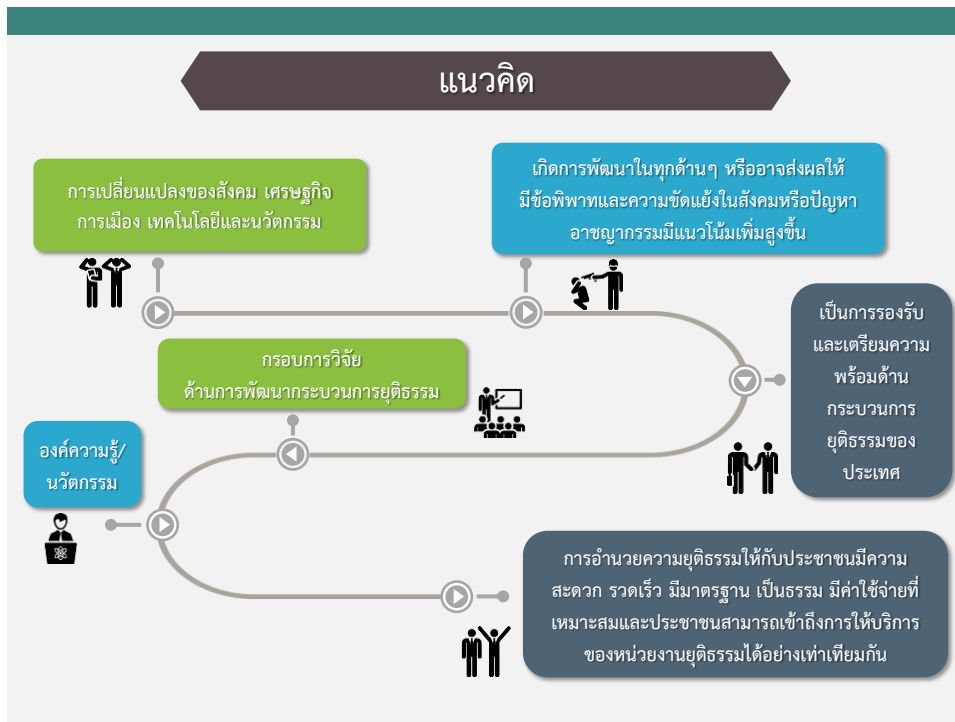 แนวคิด
การเปลี่ยนแปลงของสังคม เศรษฐกิจ
การเมือง เทคโนโลยีและนวัตกรรม
เกิดการพัฒนาในทุกด้านๆ หรืออาจส่งผลให้
มีข้อพิพาทและความขัดแย้งในสังคมหรือปัญหา
อาชญากรรมมีแนวโน้มเพิ่มสูงขึ้น
เป็นการรองรับ
และเตรียมความ
พร้อมด้าน
กระบวนการ
ยุติธรรมของ
ประเทศ
กรอบการวิจัย
ด้านการพัฒนากระบวนการยุติธรรม
องค์ความรู้/
นวัตกรรม
การอำนวยความยุติธรรมให้กับประชาชนมีความ
สะดวก รวดเร็ว มีมาตรฐาน เป็นธรรม มีค่าใช้จ่ายที่
เหมาะสมและประชาชนสามารถเข้าถึงการให้บริการ
ของหน่วยงานยุติธรรมได้อย่างเท่าเทียมกัน